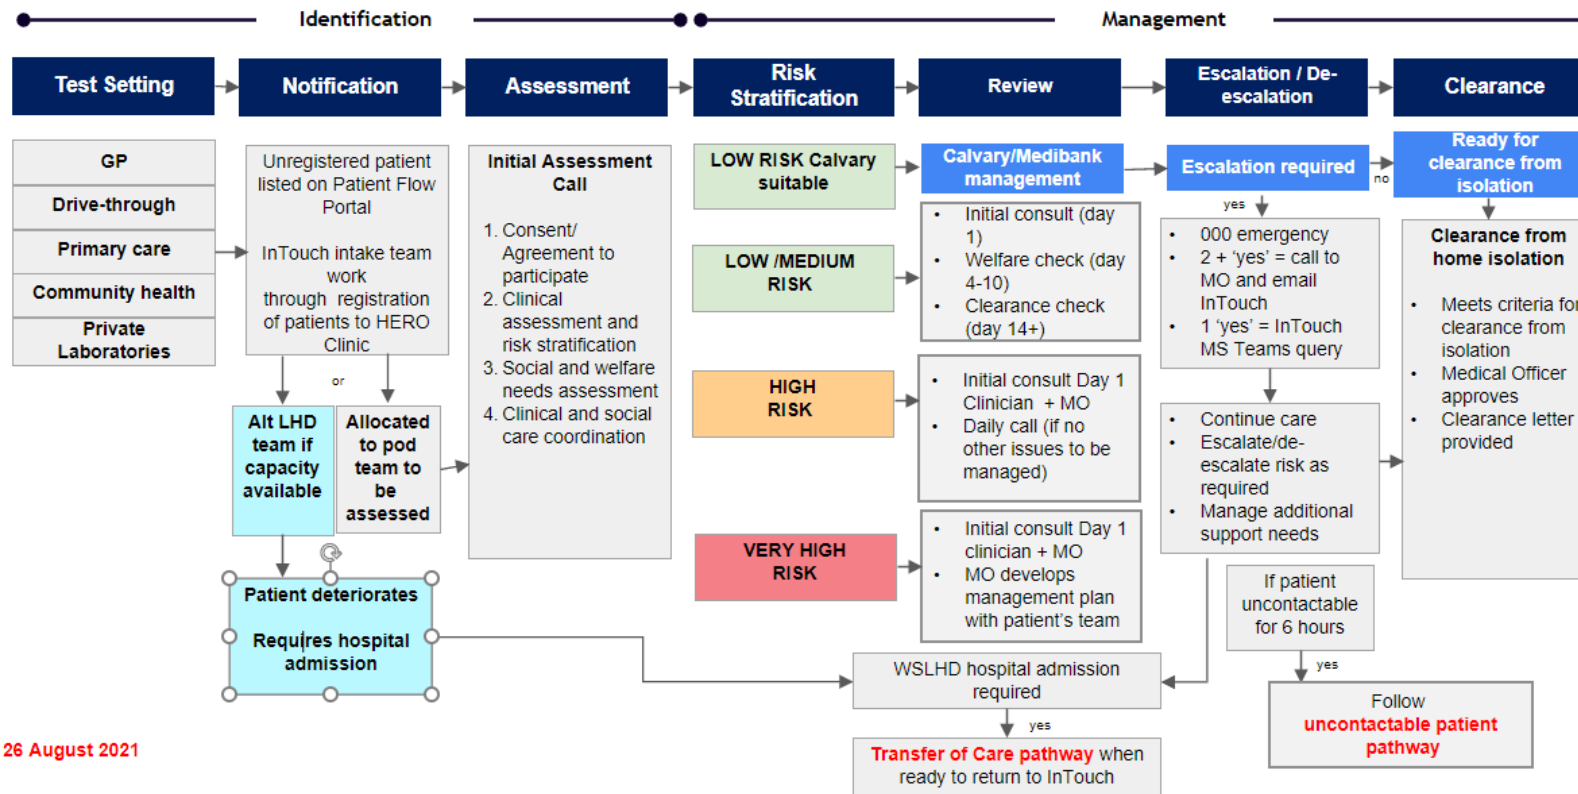 Identification
Management
Test Setting
Notification
Assessment
Risk
Stratification
Review
Escalation / De-
escalation
Clearance
GP
Drive-through
Primary care
Community health
Private
Laboratories
Unregistered patient
listed on Patient Flow
Portal
InTouch intake team
work
through registration
of patients to HERO
Clinic
or
Alt LHD
team if
capacity
available
Allocated
to pod
team to
be
assessed
Patient deteriorates
Requires hospital
admission
Initial Assessment
Call
1. Consent/
Agreement to
participate
2. Clinical
assessment and
risk stratification
3. Social and welfare
needs assessment
4. Clinical and social
care coordination
LOW RISK Calvary
suitable
LOW /MEDIUM
RISK
HIGH
RISK
VERY HIGH
RISK
Calvary/Medibank
management
• Initial consult (day
1)
• Welfare check (day
4-10)
• Clearance check
(day 14+)
• Initial consult Day 1
Clinician + MO
• Daily call (if no
other issues to be
managed)
• Initial consult Day 1
clinician + MO
• MO develops
management plan
with patient's team
WSLHD hospital admission
required
yes
Transfer of Care pathway when
ready to return to InTouch
Escalation required
no
yes
• 000 emergency
• 2 + ‘yes’ = call to
MO and email
InTouch
• 1 ‘yes’ = InTouch
MS Teams query
• Continue care
• Escalate/de-
escalate risk as
required
• Manage additional
support needs
If patient
uncontactable
for 6 hours
yes
Follow
uncontactable patient
pathway
Ready for
clearance from
isolation
Clearance from
home isolation
• Meets criteria for
clearance from
isolation
• Medical Officer
approves
• Clearance letter
provided
26 August 2021